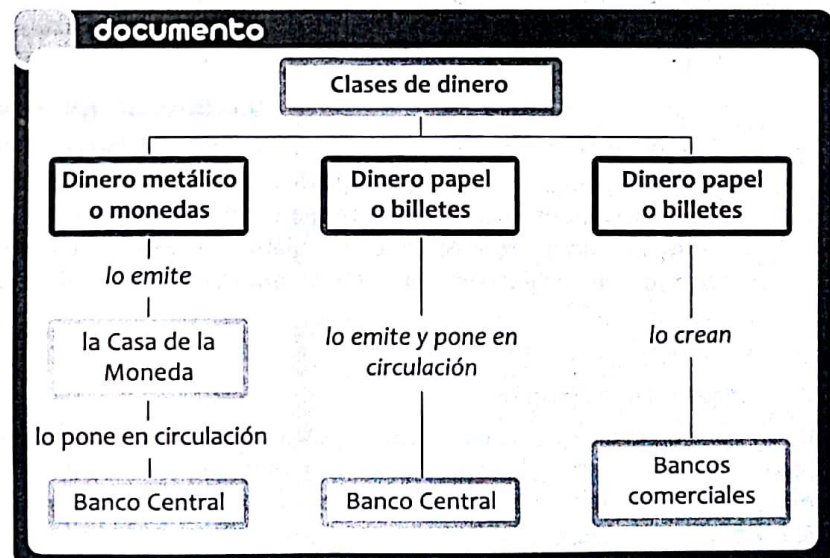 documento
Clases de dinero
Dinero metálico
o monedas
lo emite
la Casa de la
Moneda
lo pone en circulación
Banco Central
Dinero papel
o billetes
lo emite y pone en
circulación
Banco Central
Dinero papel
o billetes
lo crean
Bancos
comerciales